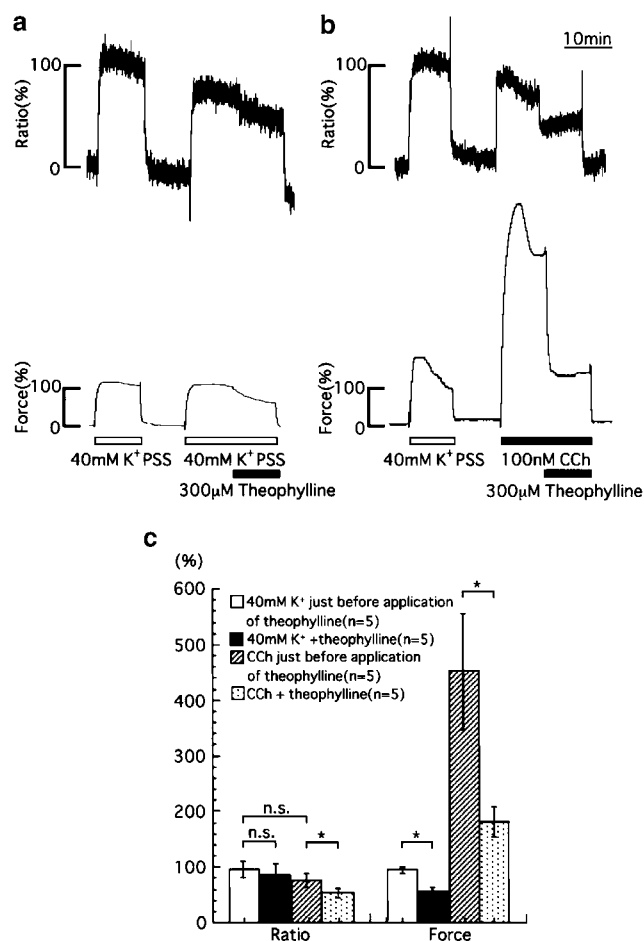 a
b
10min
Ratio(%)
100
0
Ratio(%)
100
0
Force(%)
100
0
Force(%)
100
0
40mM K⁺ PSS
40mM K⁺ PSS
300μM Theophylline
40mM K⁺ PSS
100nM CCh
300μM Theophylline
c
(%)
600
500
400
300
200
100
0
40mM K⁺ just before application
of theophylline(n=5)
40mM K⁺ +theophylline(n=5)
CCh just before application
of theophylline(n=5)
CCh + theophylline(n=5)
n.s.
n.s.
*
*
*
Ratio
Force